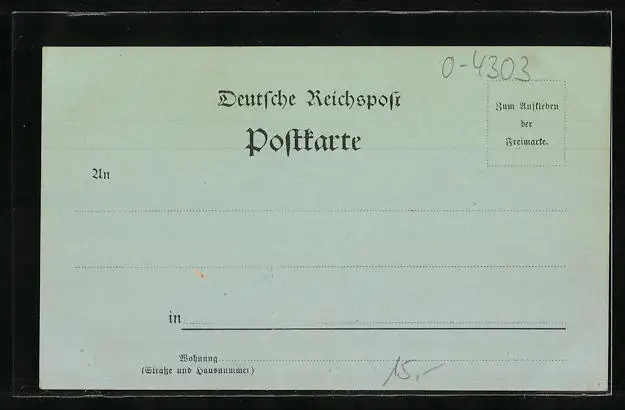 0-4303
Deutſche Reichspoſt
Poſtkarte
Zum Aufkleben
der
Freimarke.
An
in
Wohnung
(Straße und Hausnummer)
15,-